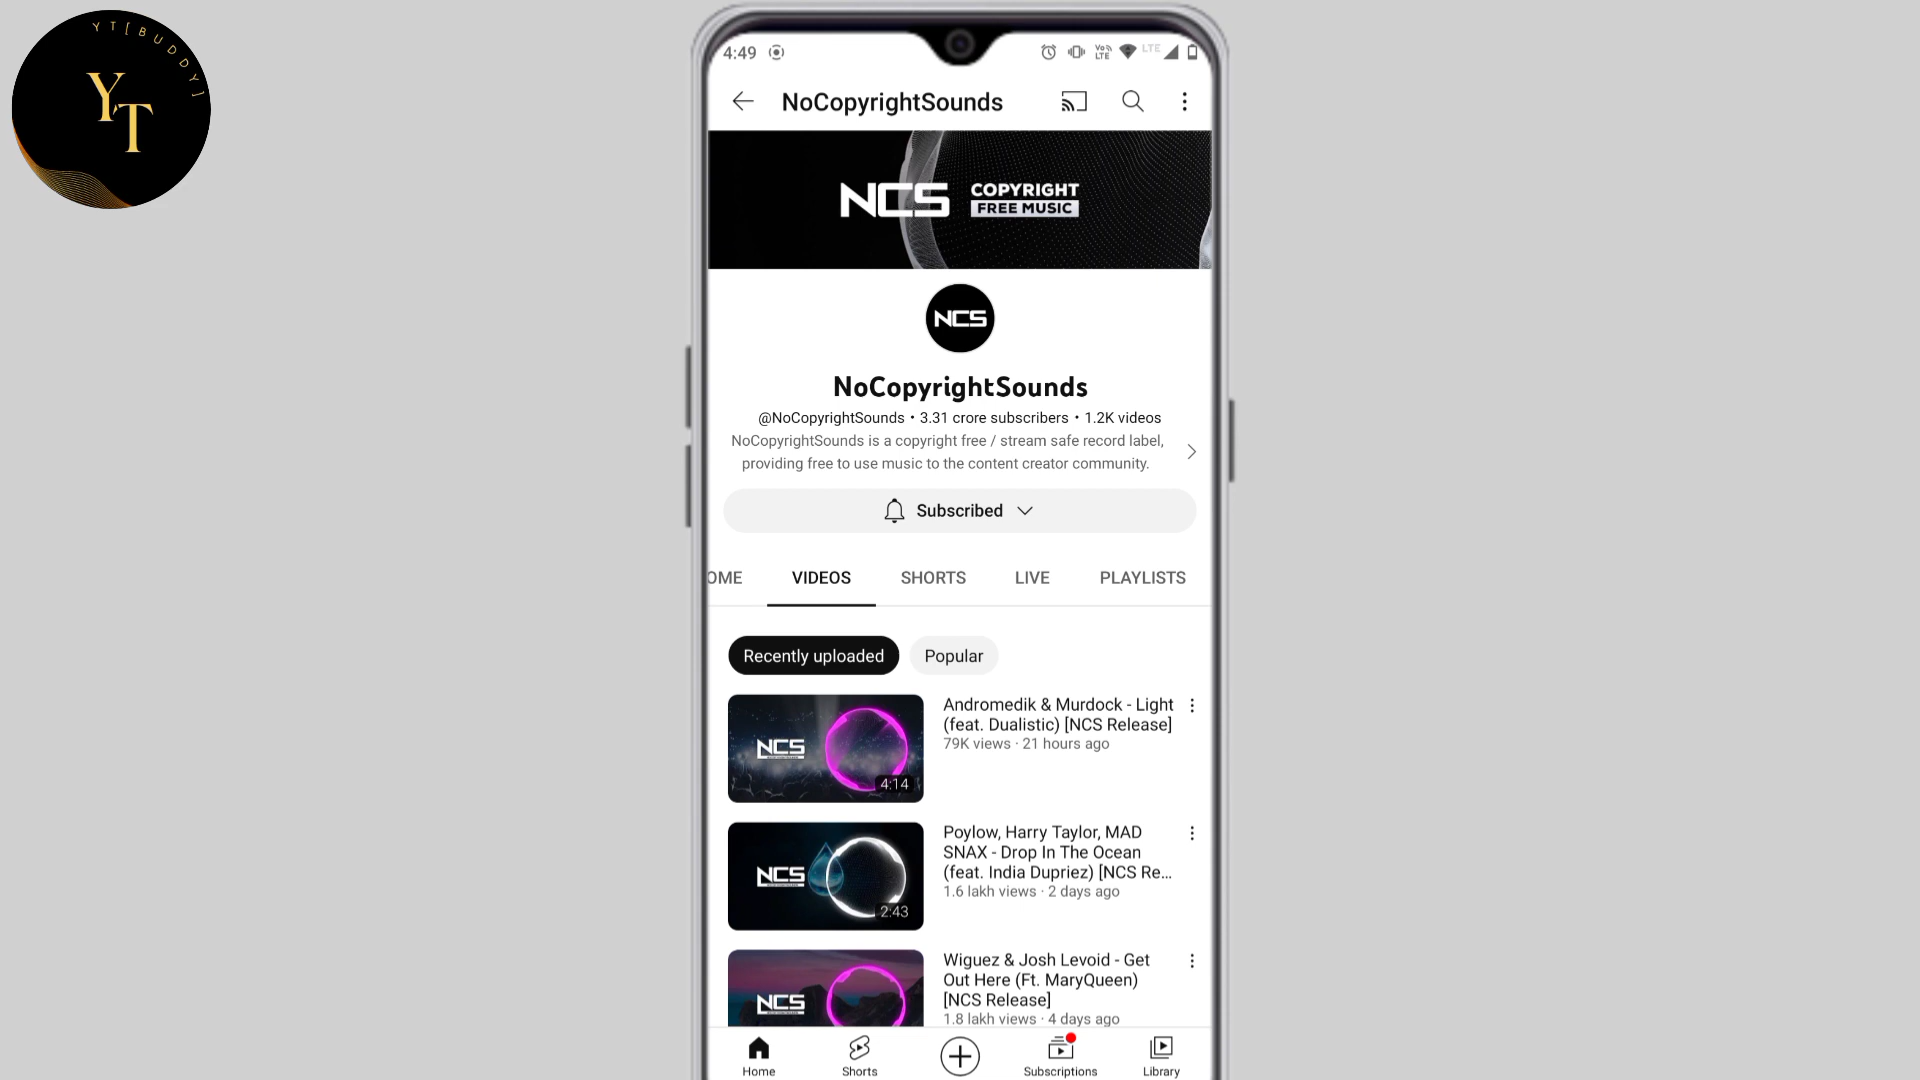 YT[BUDDY]
YT
4:49
Vo LTE
LTE
NoCopyrightSounds
NCS
COPYRIGHT
FREE MUSIC
NCS
NoCopyrightSounds
@NoCopyrightSounds • 3.31 crore subscribers • 1.2K videos
NoCopyrightSounds is a copyright free / stream safe record label,
providing free to use music to the content creator community.
Subscribed
OME VIDEOS SHORTS LIVE PLAYLISTS
Recently uploaded Popular
NCS
4:14
Andromedik & Murdock - Light
(feat. Dualistic) [NCS Release]
79K views · 21 hours ago
NCS
2:43
Poylow, Harry Taylor, MAD
SNAX - Drop In The Ocean
(feat. India Dupriez) [NCS Re...
1.6 lakh views · 2 days ago
NCS
Wiguez & Josh Levoid - Get
Out Here (Ft. MaryQueen)
[NCS Release]
1.8 lakh views · 4 days ago
Home Shorts Subscriptions Library